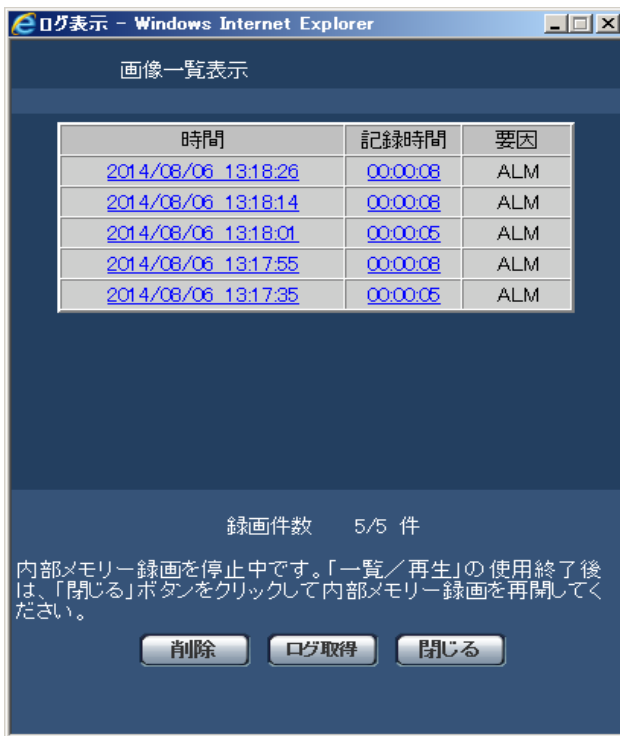 ログ表示 - Windows Internet Explorer
画像一覧表示
時間 記録時間 要因
2014/08/06 13:18:26 00:00:08 ALM
2014/08/06 13:18:14 00:00:08 ALM
2014/08/06 13:18:01 00:00:05 ALM
2014/08/06 13:17:55 00:00:08 ALM
2014/08/06 13:17:35 00:00:05 ALM
録画件数 5/5 件
内部メモリー録画を停止中です。「一覧／再生」の使用終了後
は、「閉じる」ボタンをクリックして内部メモリー録画を再開してく
ださい。
削除 ログ取得 閉じる